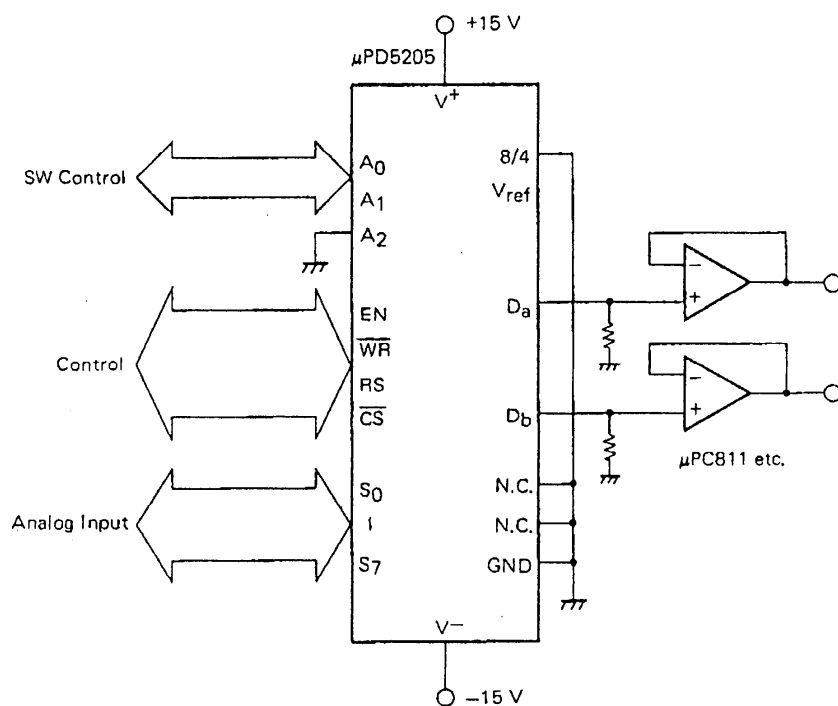 +15 V
μPD5205
V+
SW Control
A0
A1
A2
8/4
Vref
EN
WR
RS
CS
Control
Da
Db
μPC811 etc.
Analog Input
S0
S7
N.C.
N.C.
GND
V−
−15 V